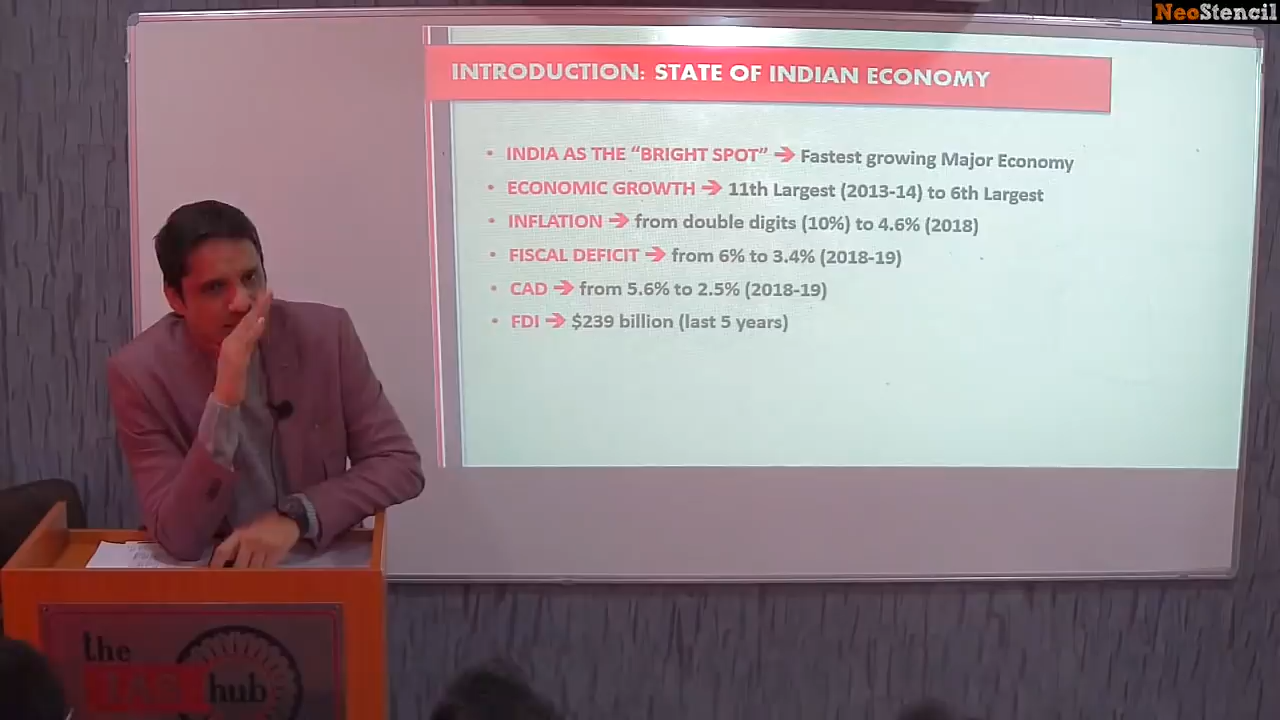 NeoStencil
INTRODUCTION: STATE OF INDIAN ECONOMY
• INDIA AS THE “BRIGHT SPOT” ➔ Fastest growing Major Economy
• ECONOMIC GROWTH ➔ 11th Largest (2013-14) to 6th Largest
• INFLATION ➔ from double digits (10%) to 4.6% (2018)
• FISCAL DEFICIT ➔ from 6% to 3.4% (2018-19)
• CAD ➔ from 5.6% to 2.5% (2018-19)
• FDI ➔ $239 billion (last 5 years)
the
IAS hub